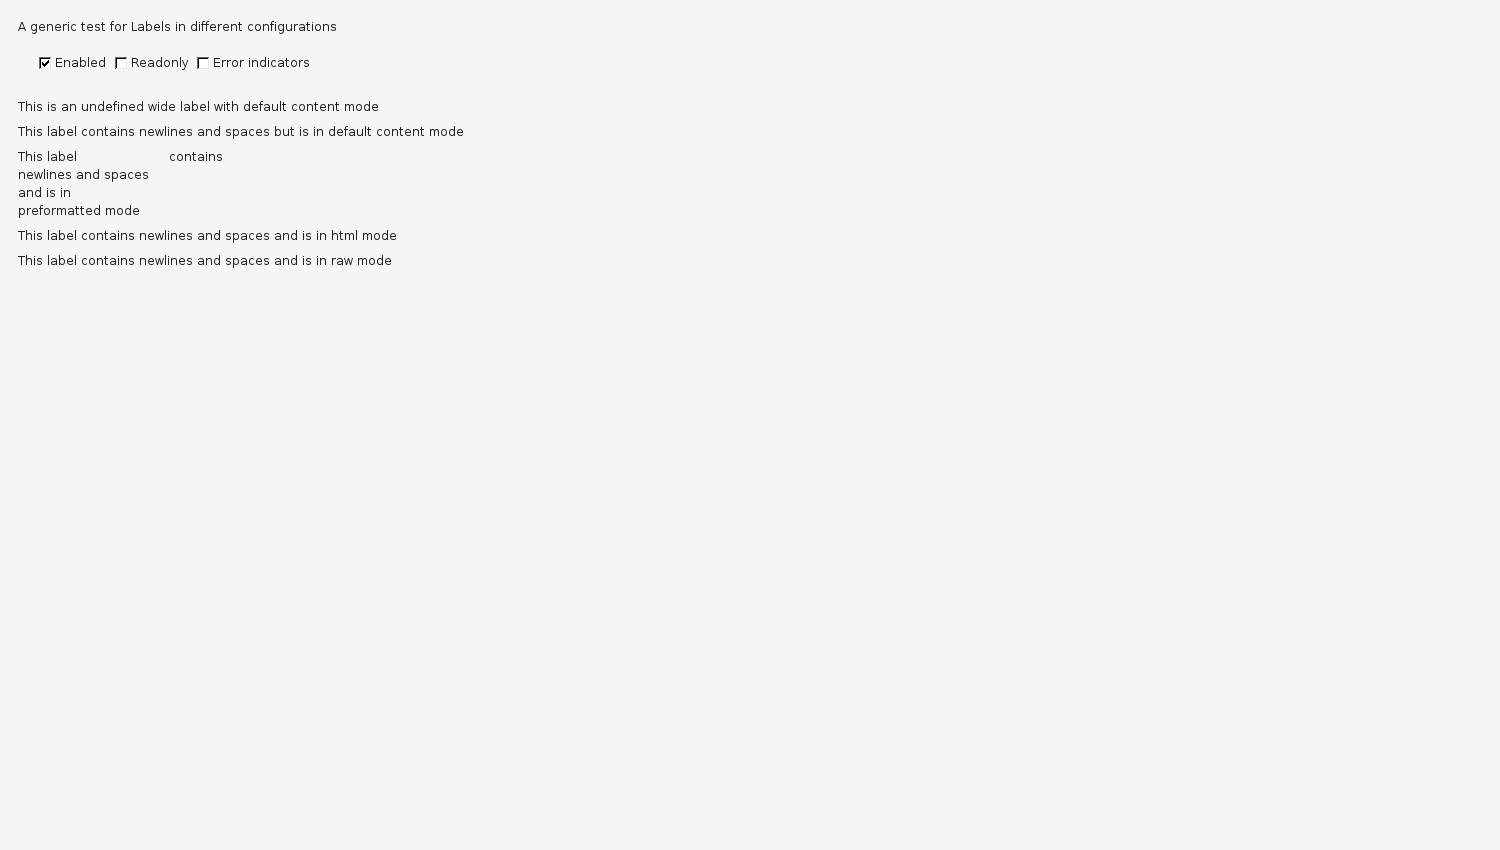 A generic test for Labels in different configurations
Enabled Readonly Error indicators
This is an undefined wide label with default content mode
This label contains newlines and spaces but is in default content mode
This label contains
newlines and spaces
and is in
preformatted mode
This label contains newlines and spaces and is in html mode
This label contains newlines and spaces and is in raw mode